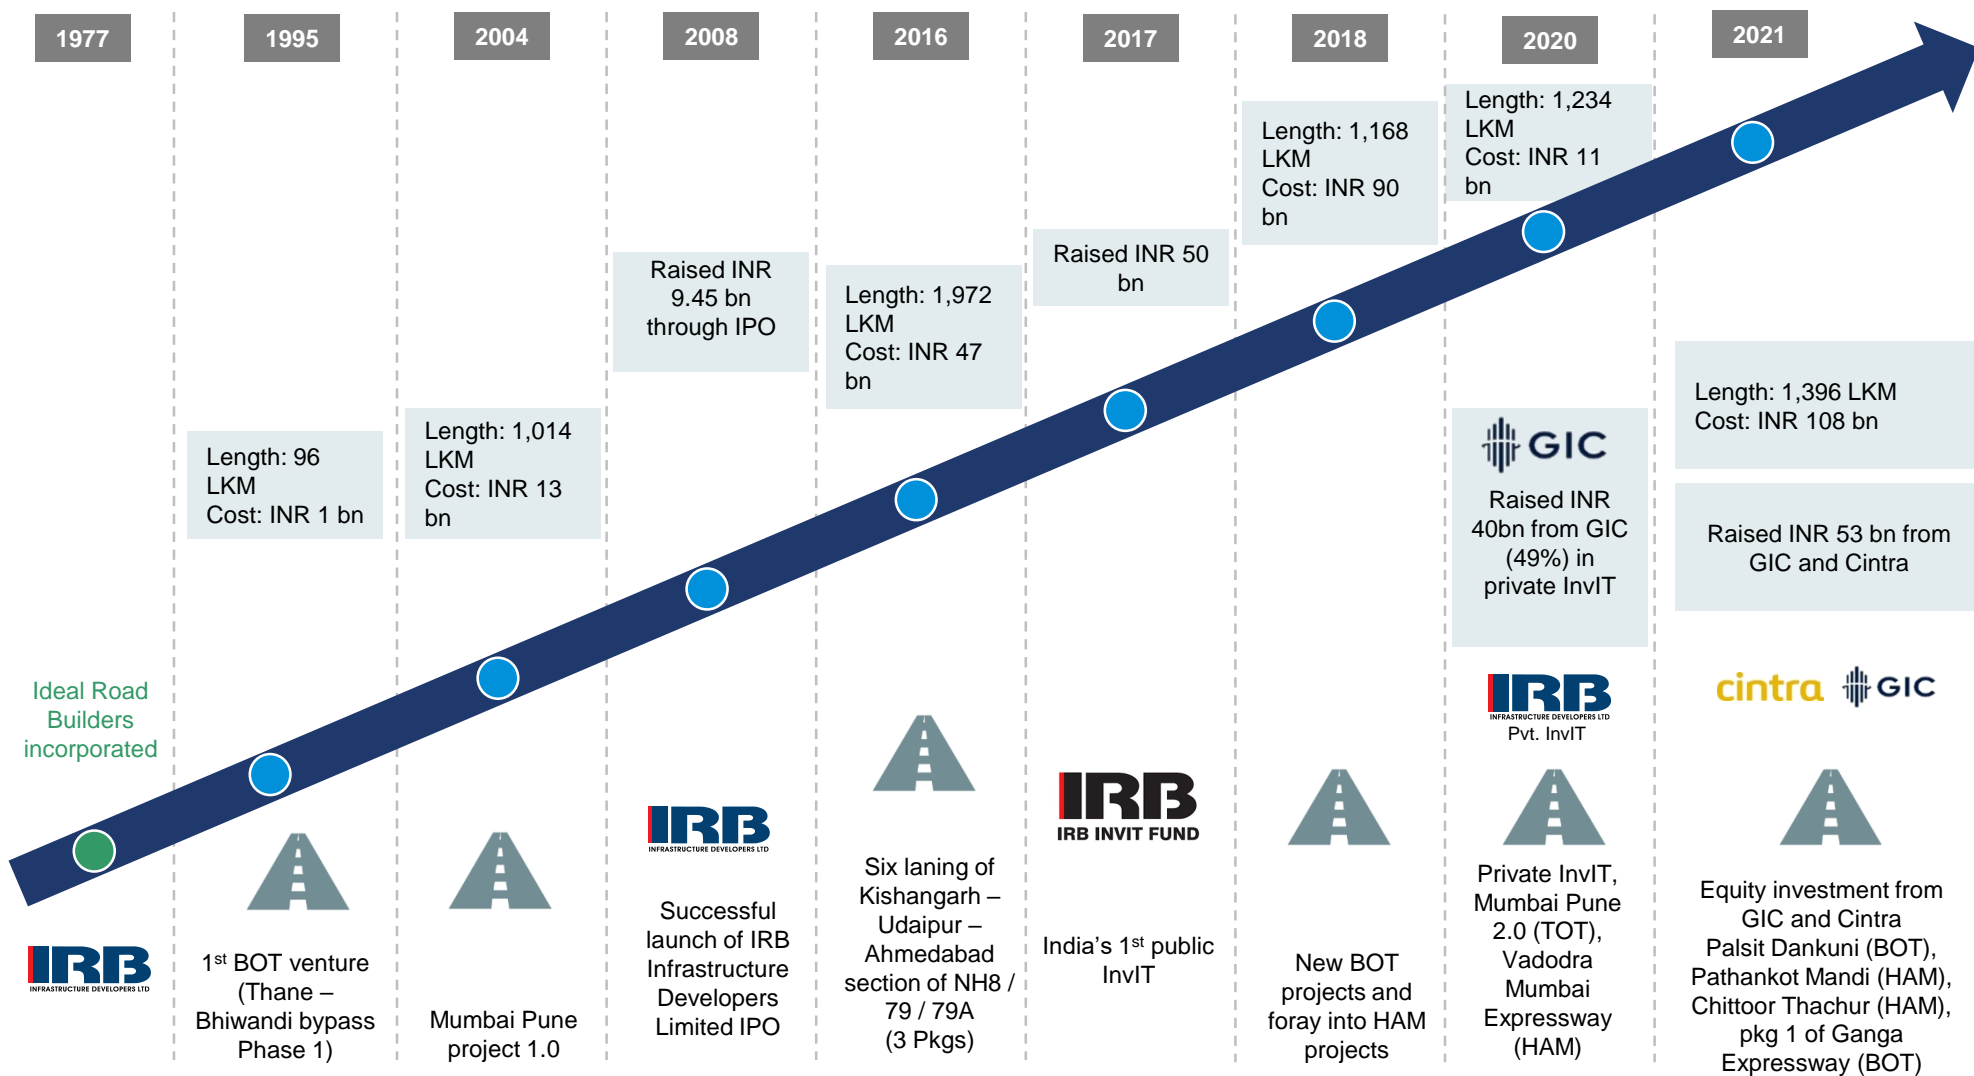 1977
1995
2004
2008
2016
2017
2018
2020
2021
Ideal Road
Builders
incorporated
IRB
INFRASTRUCTURE DEVELOPERS LTD
Length: 96
LKM
Cost: INR 1 bn
1st BOT venture
(Thane –
Bhiwandi bypass
Phase 1)
Length: 1,014
LKM
Cost: INR 13
bn
Mumbai Pune
project 1.0
Raised INR
9.45 bn
through IPO
IRB
INFRASTRUCTURE DEVELOPERS LTD
Successful
launch of IRB
Infrastructure
Developers
Limited IPO
Length: 1,972
LKM
Cost: INR 47
bn
Six laning of
Kishangarh –
Udaipur –
Ahmedabad
section of NH8 /
79 / 79A
(3 Pkgs)
Raised INR 50
bn
IRB
IRB INVIT FUND
India’s 1st public
InvIT
Length: 1,168
LKM
Cost: INR 90
bn
New BOT
projects and
foray into HAM
projects
Length: 1,234
LKM
Cost: INR 11
bn
GIC
Raised INR
40bn from GIC
(49%) in
private InvIT
IRB
INFRASTRUCTURE DEVELOPERS LTD
Pvt. InvIT
Private InvIT,
Mumbai Pune
2.0 (TOT),
Vadodra
Mumbai
Expressway
(HAM)
Length: 1,396 LKM
Cost: INR 108 bn
Raised INR 53 bn from
GIC and Cintra
cintra GIC
Equity investment from
GIC and Cintra
Palsit Dankuni (BOT),
Pathankot Mandi (HAM),
Chittoor Thachur (HAM),
pkg 1 of Ganga
Expressway (BOT)